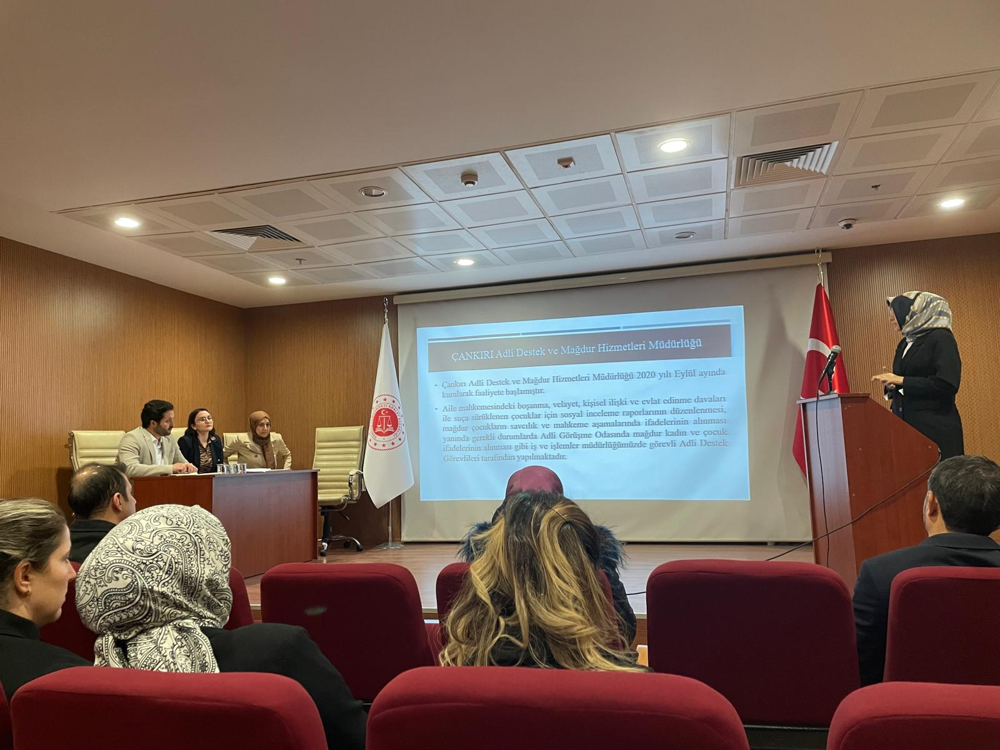 ÇANKIRI Adli Destek ve Mağdur Hizmetleri Müdürlüğü
• Çankırı Adli Destek ve Mağdur Hizmetleri Müdürlüğü 2020 yılı Eylül ayında
kurularak faaliyete başlamıştır.
• Aile mahkemesindeki boşanma, velayet, kişisel ilişki ve evlat edinme davaları
ile suça sürüklenen çocuklar için sosyal inceleme raporlarının düzenlenmesi,
mağdur çocukların savcılık ve mahkeme aşamalarında ifadelerinin alınması
yanında gerekli durumlarda Adli Görüşme Odasında mağdur kadın ve çocuk
ifadelerinin alınması gibi iş ve işlemler müdürlüğümüzde görevli Adli Destek
Görevlileri tarafından yapılmaktadır.